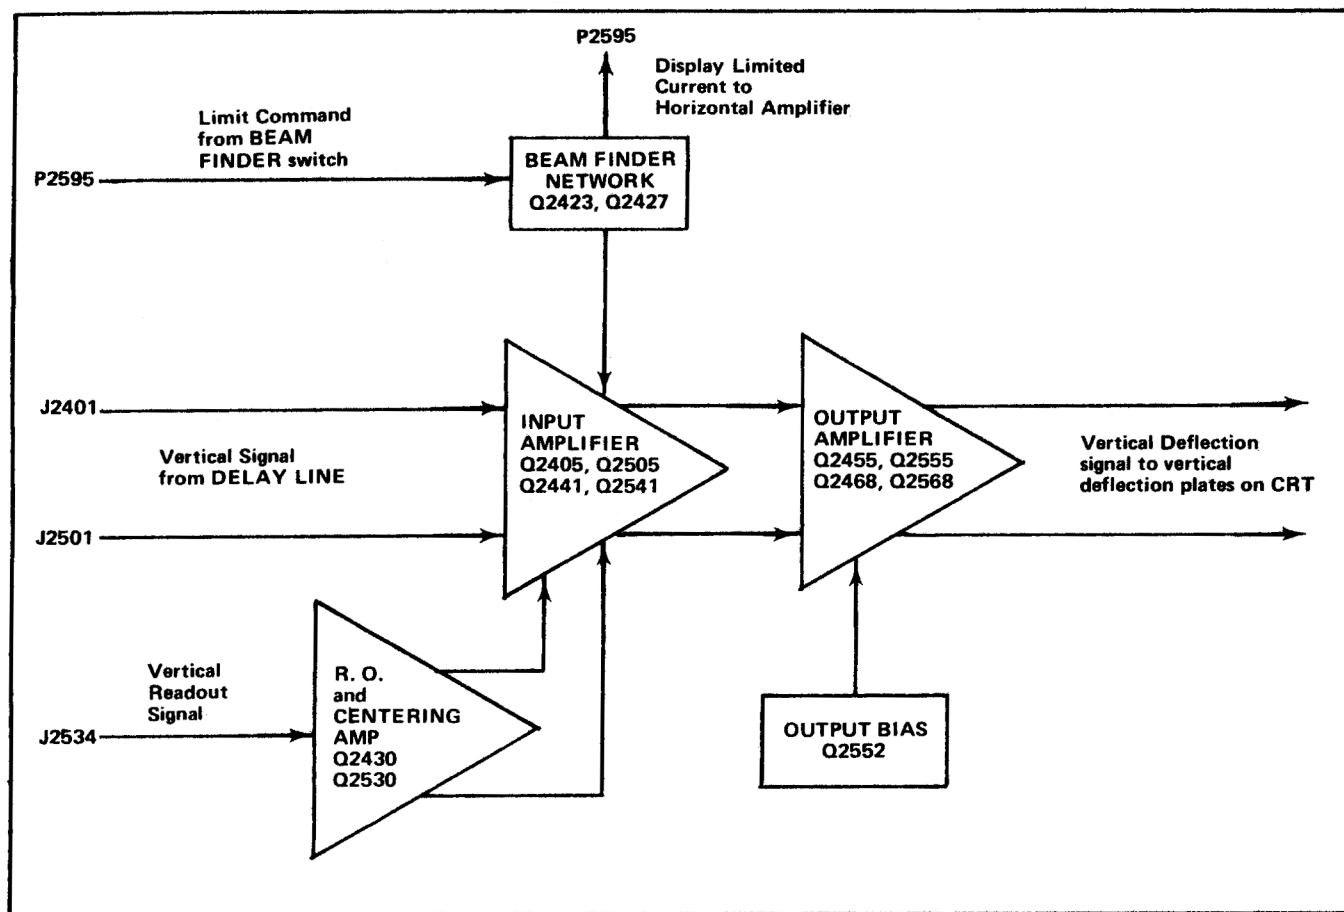 P2595
Display Limited
Current to
Horizontal Amplifier
Limit Command
from BEAM
FINDER switch
P2595
BEAM FINDER
NETWORK
Q2423, Q2427
J2401
Vertical Signal
from DELAY LINE
J2501
INPUT
AMPLIFIER
Q2405, Q2505
Q2441, Q2541
OUTPUT
AMPLIFIER
Q2455, Q2555
Q2468, Q2568
Vertical Deflection
signal to vertical
deflection plates on CRT
Vertical
Readout
Signal
J2534
R. O.
and
CENTERING
AMP
Q2430
Q2530
OUTPUT BIAS
Q2552